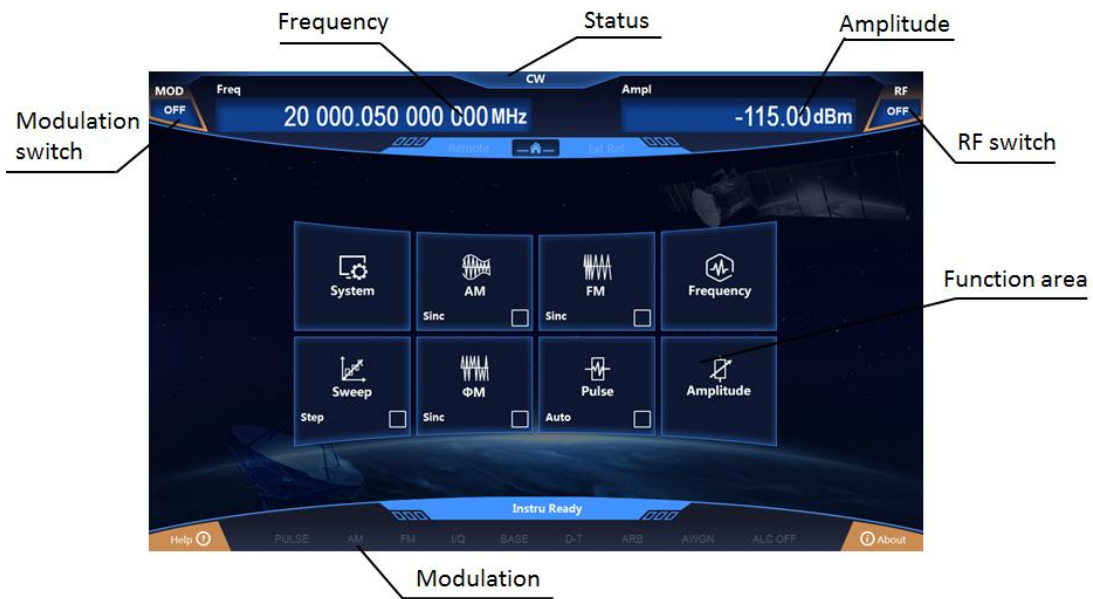 Frequency
Status
Amplitude
CW
MOD
Freq
Ampl
RF
OFF
20 000.050 000 000 MHz
-115.00 dBm
OFF
Modulation
switch
RF switch
Remote
Ext Ref
System
AM
FM
Frequency
Sinc
Sinc
Function area
Sweep
ΦM
Pulse
Amplitude
Step
Sinc
Auto
Instru Ready
Help ?
PULSE AM FM I/Q BASE D-T ARB AWGN ALC OFF
i About
Modulation